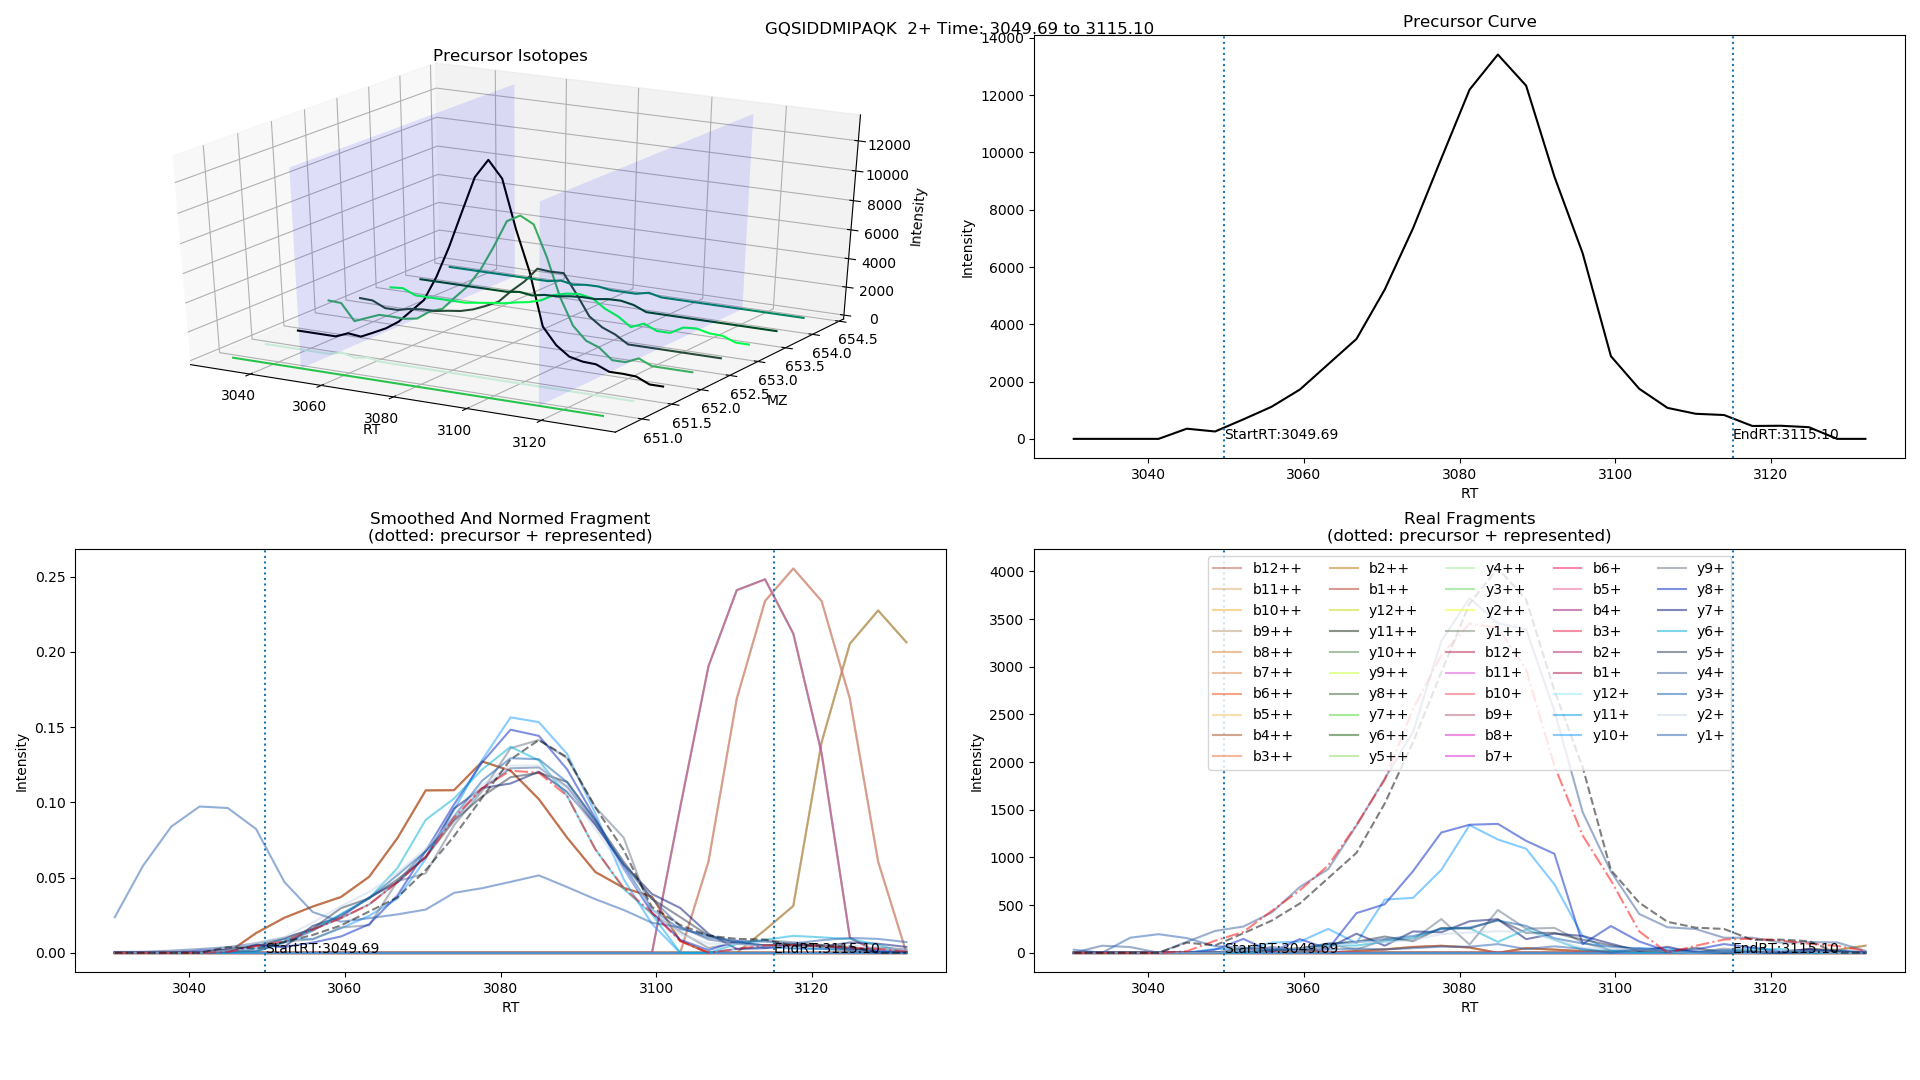 GQSIDDMIPAQK  2+ Time: 3049.69 to 3115.10
Precursor Isotopes
12000
10000
8000
6000
4000
2000
0
Intensity
654.5
654.0
653.5
653.0
652.5
652.0
651.5
651.0
MZ
3040
3060
3080
3100
3120
RT
Precursor Curve
14000
12000
10000
8000
6000
4000
2000
0
Intensity
StartRT:3049.69
EndRT:3115.10
3040 3060 3080 3100 3120
RT
Smoothed And Normed Fragment
(dotted: precursor + represented)
0.25
0.20
0.15
0.10
0.05
0.00
Intensity
StartRT:3049.69
EndRT:3115.10
3040 3060 3080 3100 3120
RT
Real Fragments
(dotted: precursor + represented)
4000
3500
3000
2500
2000
1500
1000
500
0
Intensity
b12++
b11++
b10++
b9++
b8++
b7++
b6++
b5++
b4++
b3++
b2++
b1++
y12++
y11++
y10++
y9++
y8++
y7++
y6++
y5++
y4++
y3++
y2++
y1++
b12+
b11+
b10+
b9+
b8+
b7+
b6+
b5+
b4+
b3+
b2+
b1+
y12+
y11+
y10+
y9+
y8+
y7+
y6+
y5+
y4+
y3+
y2+
y1+
StartRT:3049.69
EndRT:3115.10
3040 3060 3080 3100 3120
RT